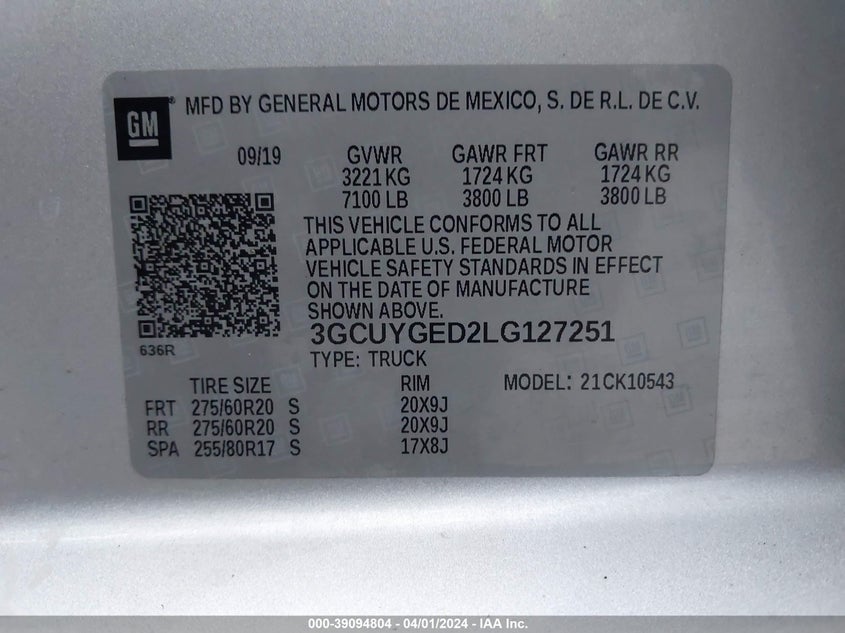 GM
® MFD BY GENERAL MOTORS DE MEXICO, S. DE R.L. DE C.V.
09/19 GVWR GAWR FRT GAWR RR
3221 KG 1724 KG 1724 KG
7100 LB 3800 LB 3800 LB
THIS VEHICLE CONFORMS TO ALL
APPLICABLE U.S. FEDERAL MOTOR
VEHICLE SAFETY STANDARDS IN EFFECT
ON THE DATE OF MANUFACTURE
SHOWN ABOVE.
636R
3GCUYGED2LG127251
TYPE: TRUCK
TIRE SIZE RIM MODEL: 21CK10543
FRT 275/60R20 S 20X9J
RR 275/60R20 S 20X9J
SPA 255/80R17 S 17X8J
000-39094804 - 04/01/2024 - IAA Inc.